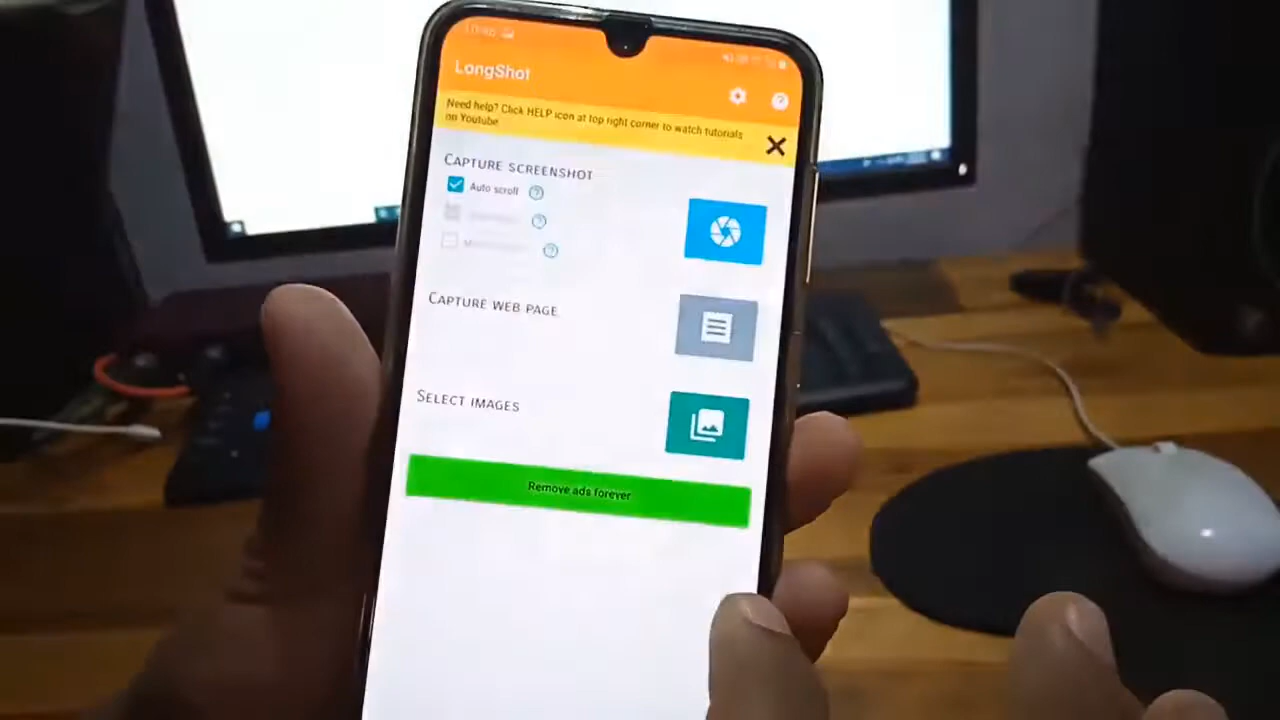 LongShot
Need help? Click HELP icon at top right corner to watch tutorials
on Youtube
CAPTURE SCREENSHOT
Auto scroll
CAPTURE WEB PAGE
SELECT IMAGES
Remove ads forever